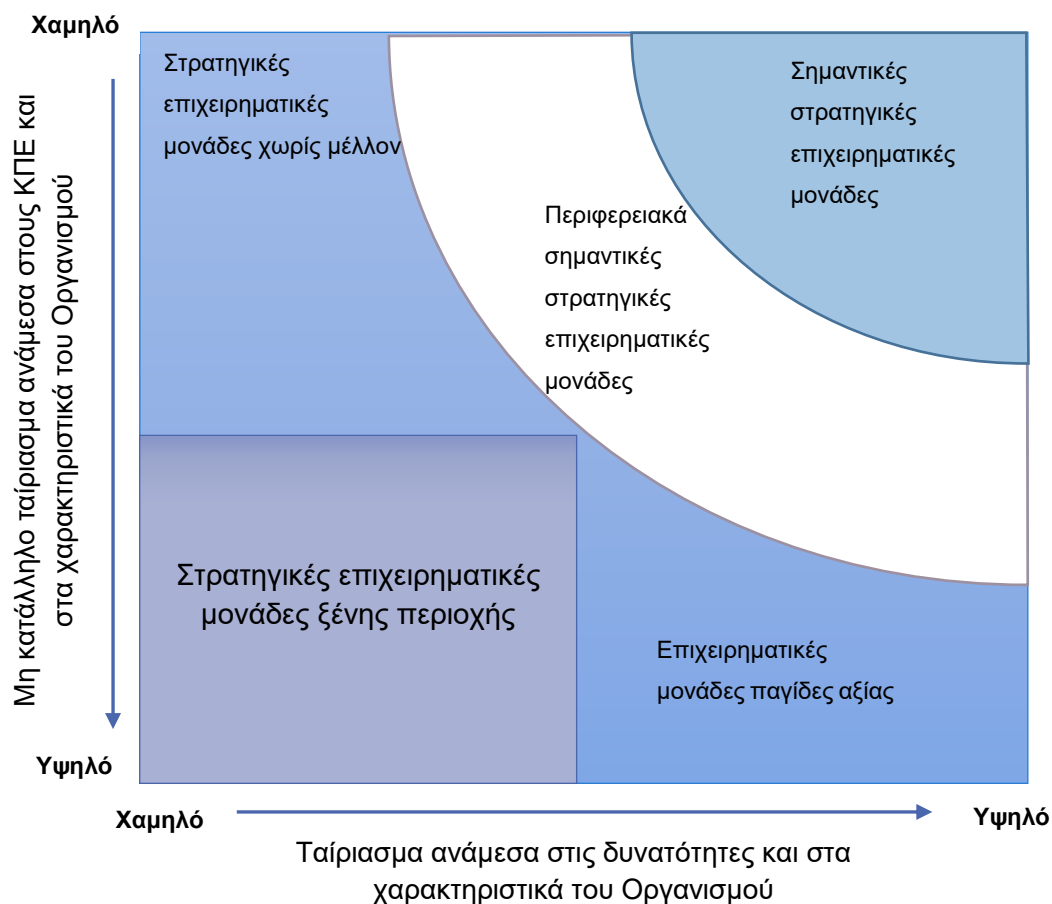 Χαμηλό
Στρατηγικές
επιχειρηματικές
μονάδες χωρίς μέλλον
Σημαντικές
στρατηγικές
επιχειρηματικές
μονάδες
Περιφερειακά
σημαντικές
στρατηγικές
επιχειρηματικές
μονάδες
Μη κατάλληλο ταίριασμα ανάμεσα στους ΚΠΕ και
στα χαρακτηριστικά του Οργανισμού
Στρατηγικές επιχειρηματικές
μονάδες ξένης περιοχής
Επιχειρηματικές
μονάδες παγίδες αξίας
Υψηλό
Χαμηλό
Υψηλό
Ταίριασμα ανάμεσα στις δυνατότητες και στα
χαρακτηριστικά του Οργανισμού